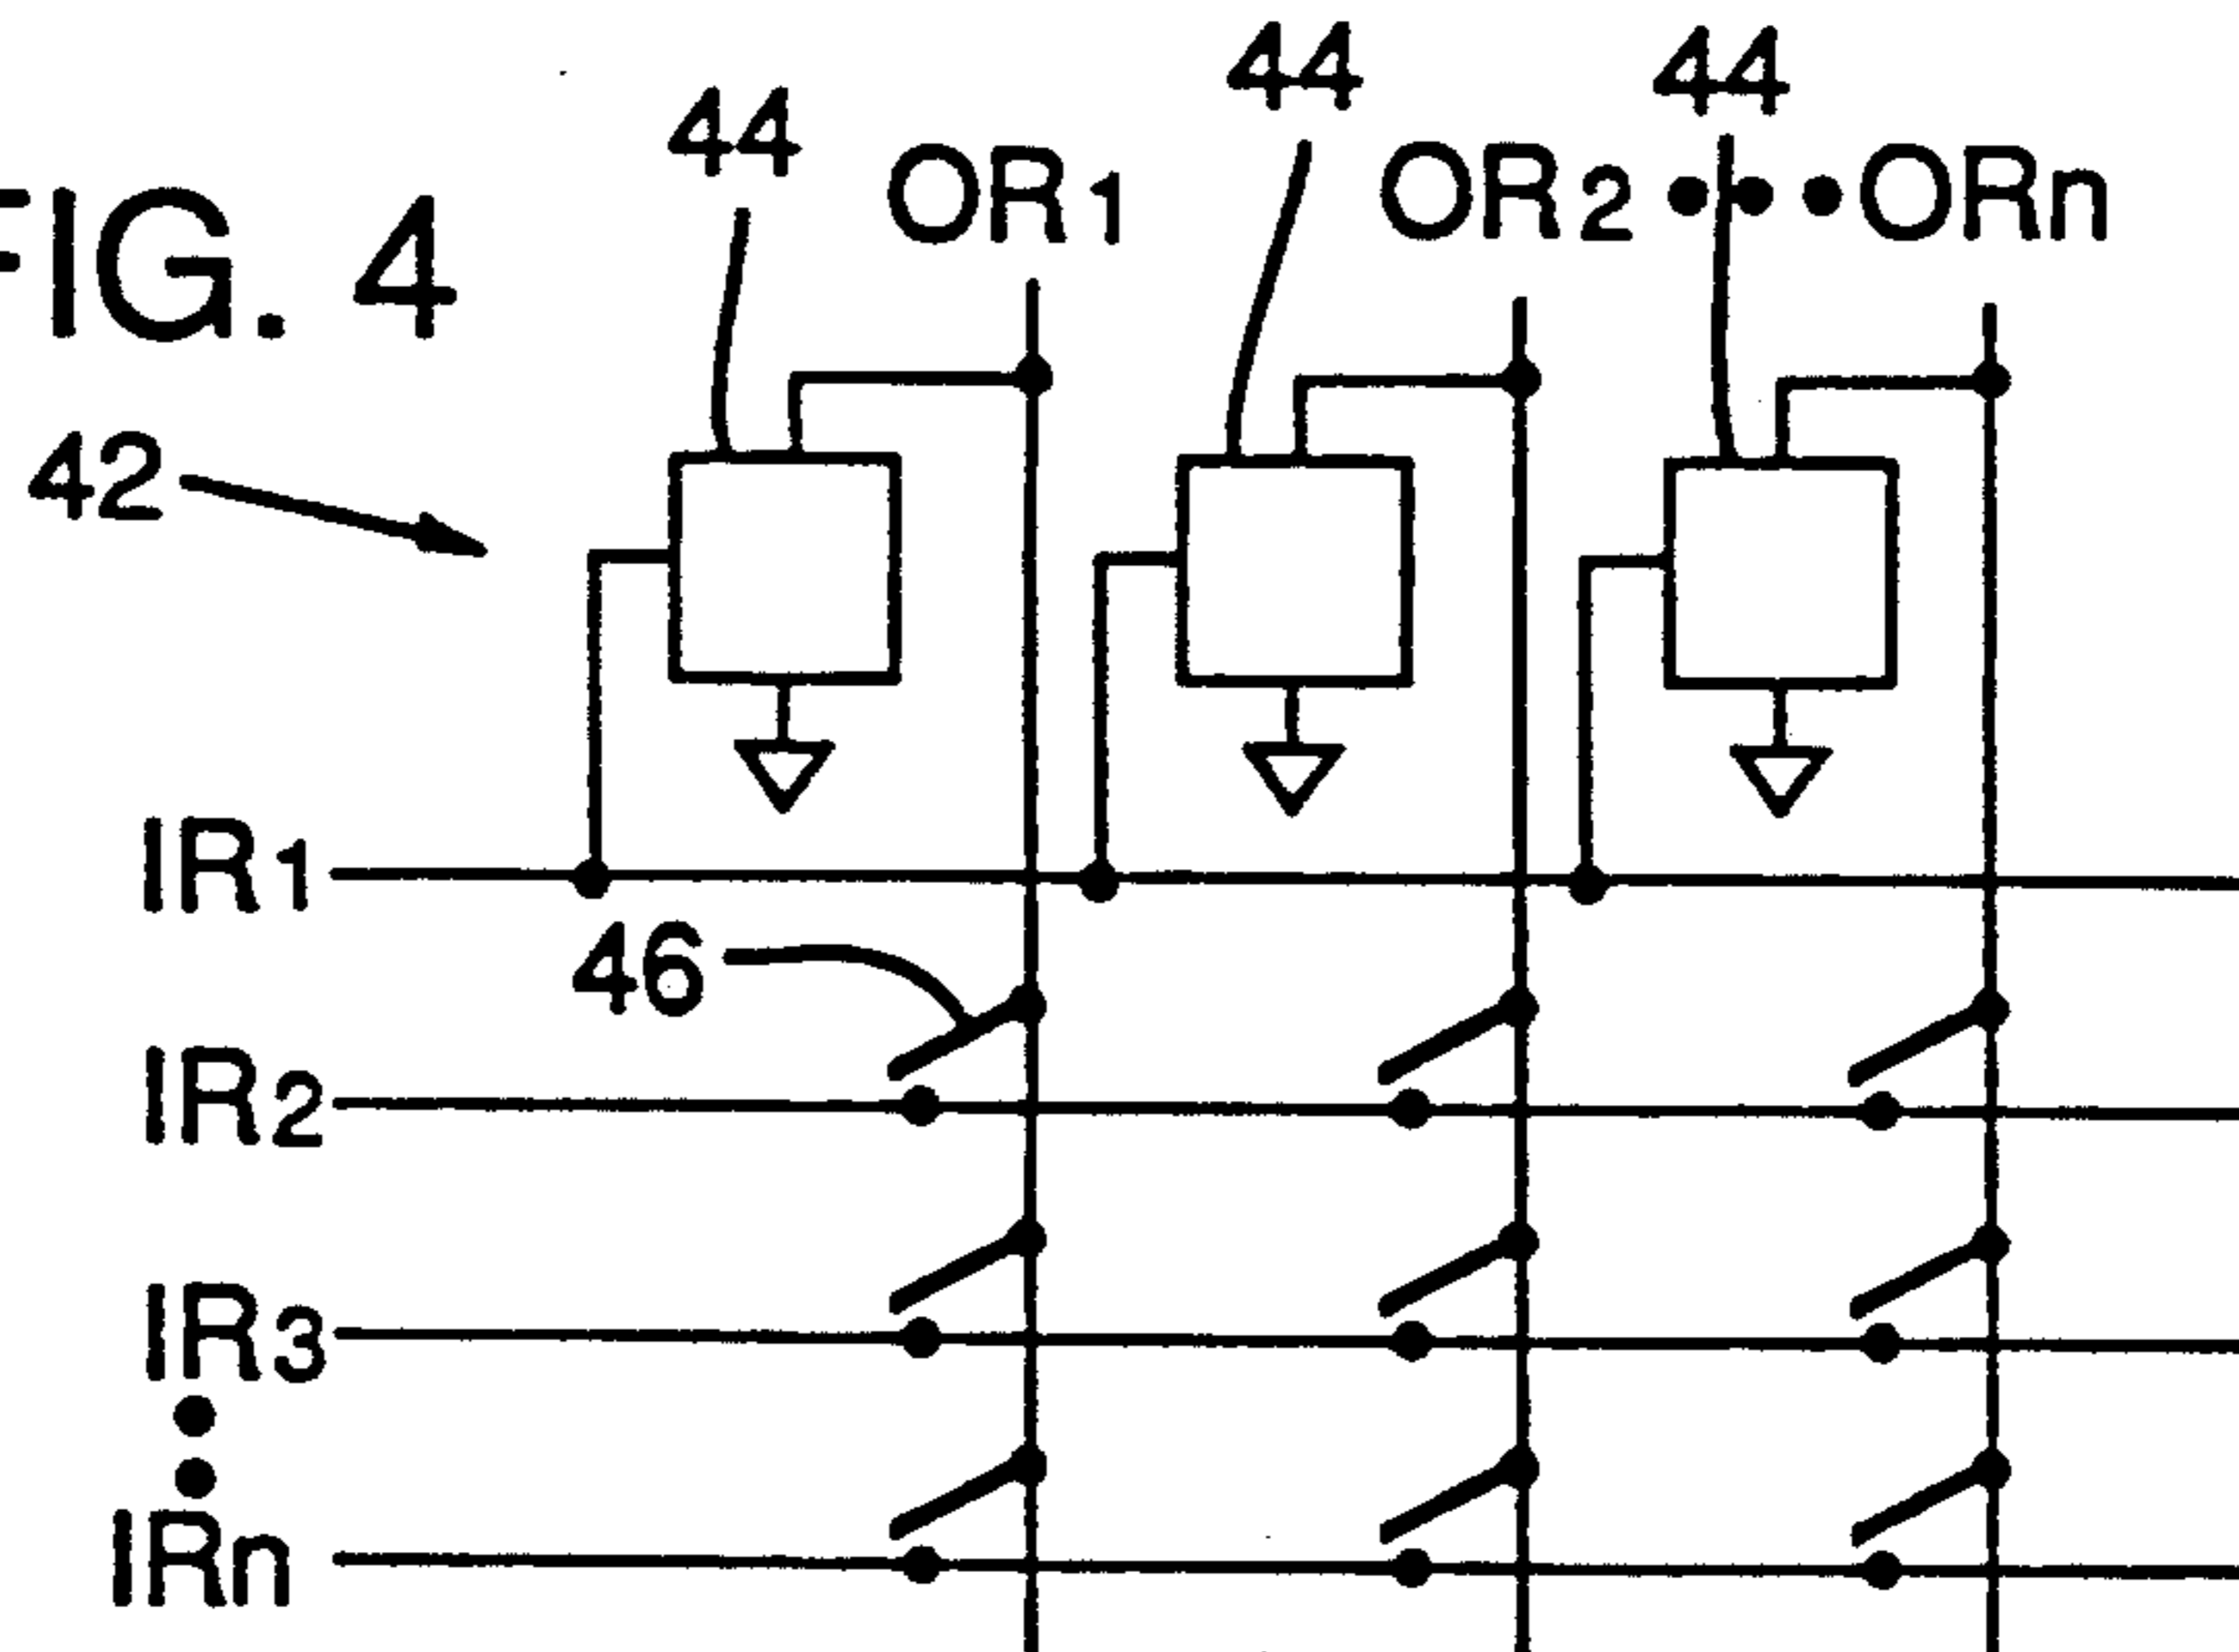 FIG. 4
44 44 44
OR1 OR2 • • • ORn
42
IR1
46
IR2
IR3
•
•
IRn